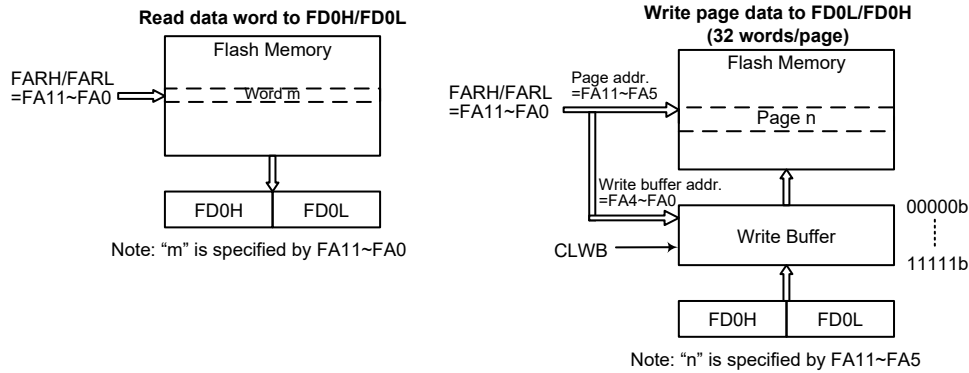 Read data word to FD0H/FD0L
Flash Memory
FARH/FARL
=FA11~FA0
Word m
FD0H
FD0L
Note: “m” is specified by FA11~FA0
Write page data to FD0L/FD0H
(32 words/page)
Flash Memory
FARH/FARL
=FA11~FA0
Page addr.
=FA11~FA5
Page n
Write buffer addr.
=FA4~FA0
Write Buffer
CLWB
00000b
11111b
FD0H
FD0L
Note: “n” is specified by FA11~FA5